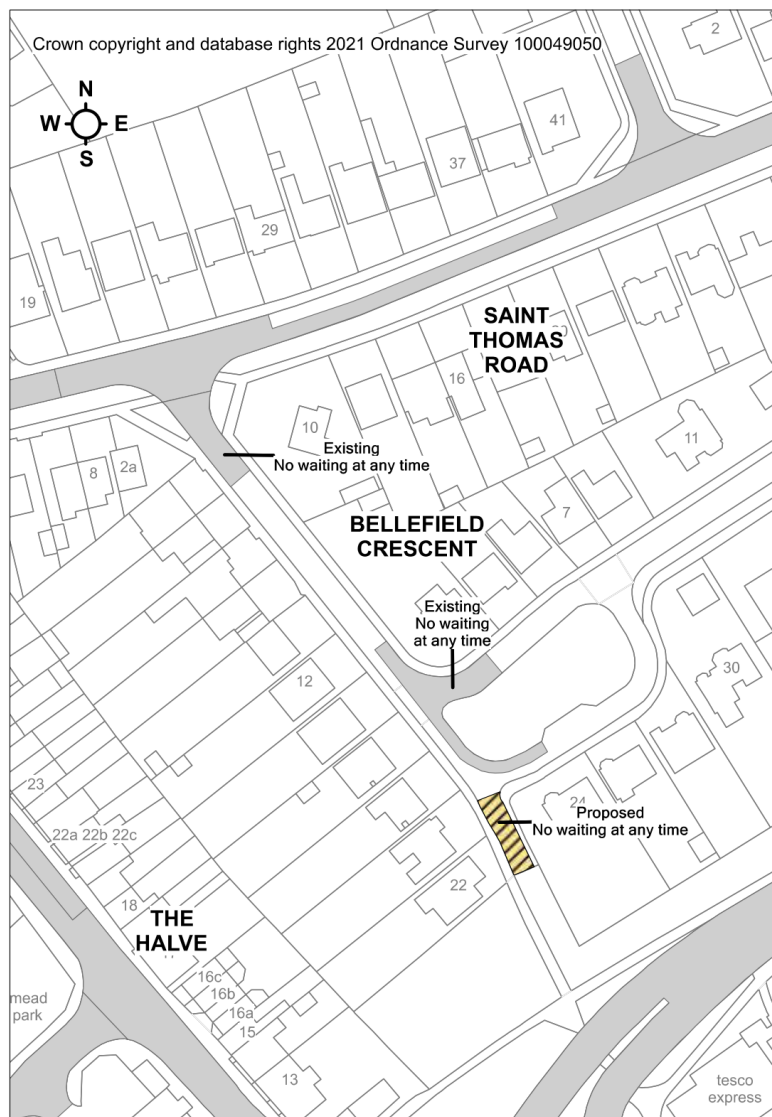 Crown copyright and database rights 2021 Ordnance Survey 100049050
2
N
W E
S
41
37
29
19
SAINT
THOMAS
ROAD
16
10
11
Existing
No waiting at any time
8
2a
7
BELLEFIELD
CRESCENT
Existing
No waiting
at any time
12
30
23
24
Proposed
No waiting at any time
22a 22b 22c
22
18
THE
HALVE
16c
16b
16a
15
mead
park
13
tesco
express